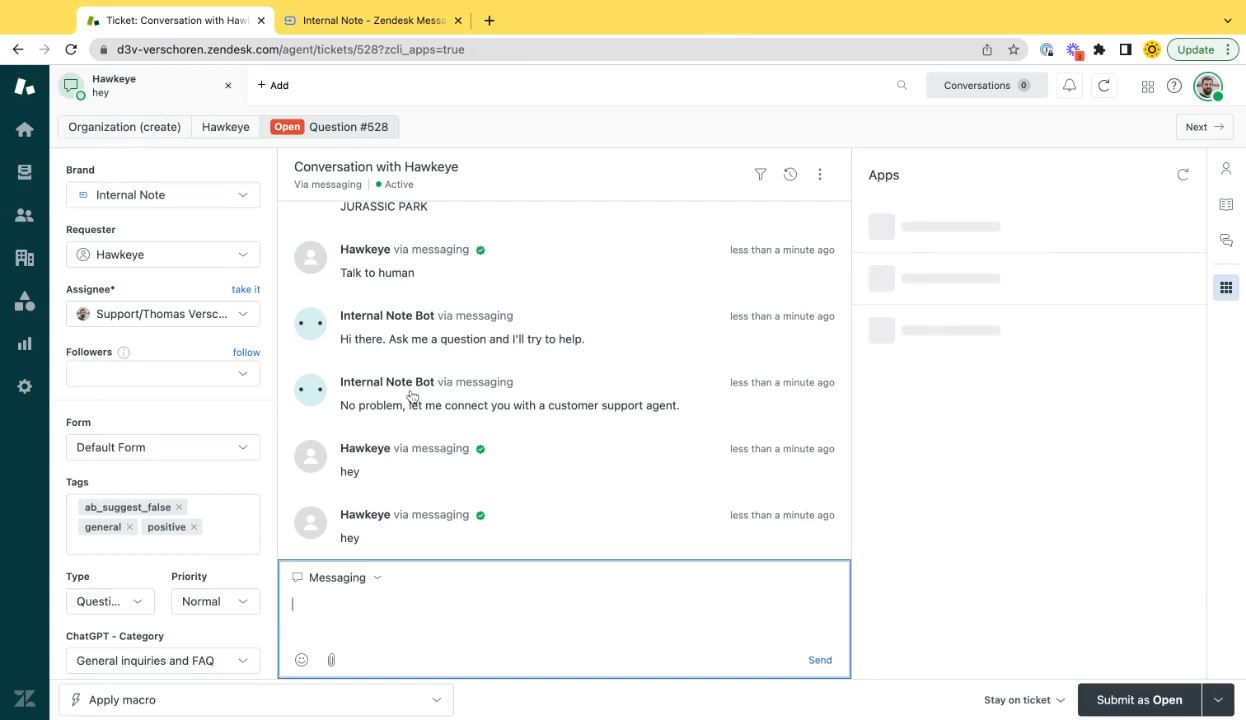 Ticket: Conversation with Haw
Internal Note - Zendesk Messa
d3v-verschoren.zendesk.com/agent/tickets/528?zcli_apps=true
Update
Hawkeye
hey
+ Add
Conversations 0
Organization (create)
Hawkeye
Open Question #528
Next
Brand
Internal Note
Requester
Hawkeye
Assignee*
take it
Support/Thomas Versc...
Followers
follow
Form
Default Form
Tags
ab_suggest_false
general
positive
Type
Priority
Questi...
Normal
ChatGPT - Category
General inquiries and FAQ
Conversation with Hawkeye
Via messaging
Active
JURASSIC PARK
Hawkeye via messaging
less than a minute ago
Talk to human
Internal Note Bot via messaging
less than a minute ago
Hi there. Ask me a question and I'll try to help.
Internal Note Bot via messaging
less than a minute ago
No problem, let me connect you with a customer support agent.
Hawkeye via messaging
less than a minute ago
hey
Hawkeye via messaging
less than a minute ago
hey
Messaging
Send
Apps
Apply macro
Stay on ticket
Submit as Open